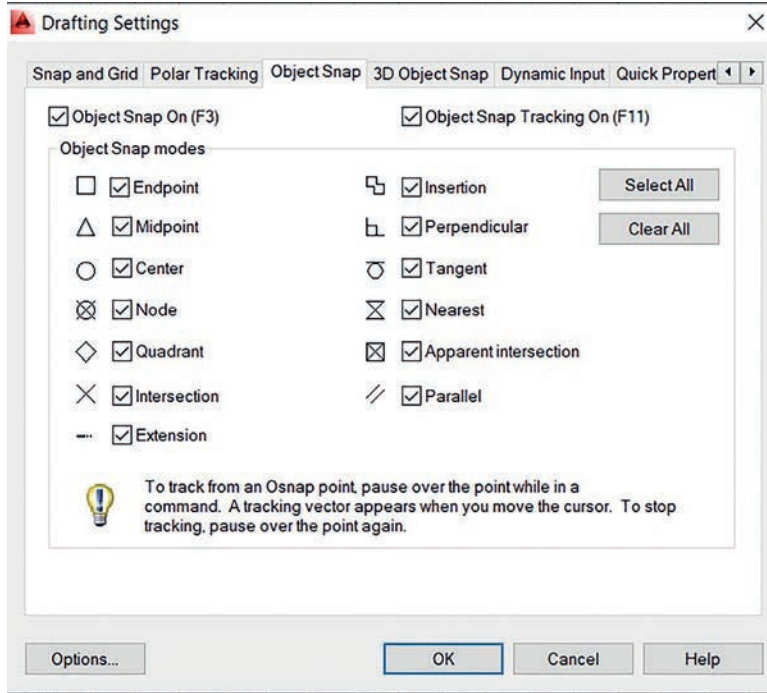 Drafting Settings
Snap and Grid Polar Tracking Object Snap 3D Object Snap Dynamic Input Quick Propert
Object Snap On (F3)
Object Snap Tracking On (F11)
Object Snap modes
Endpoint
Midpoint
Center
Node
Quadrant
Intersection
Extension
Insertion
Perpendicular
Tangent
Nearest
Apparent intersection
Parallel
Select All
Clear All
To track from an Osnap point, pause over the point while in a
command. A tracking vector appears when you move the cursor. To stop
tracking, pause over the point again.
Options...
OK
Cancel
Help